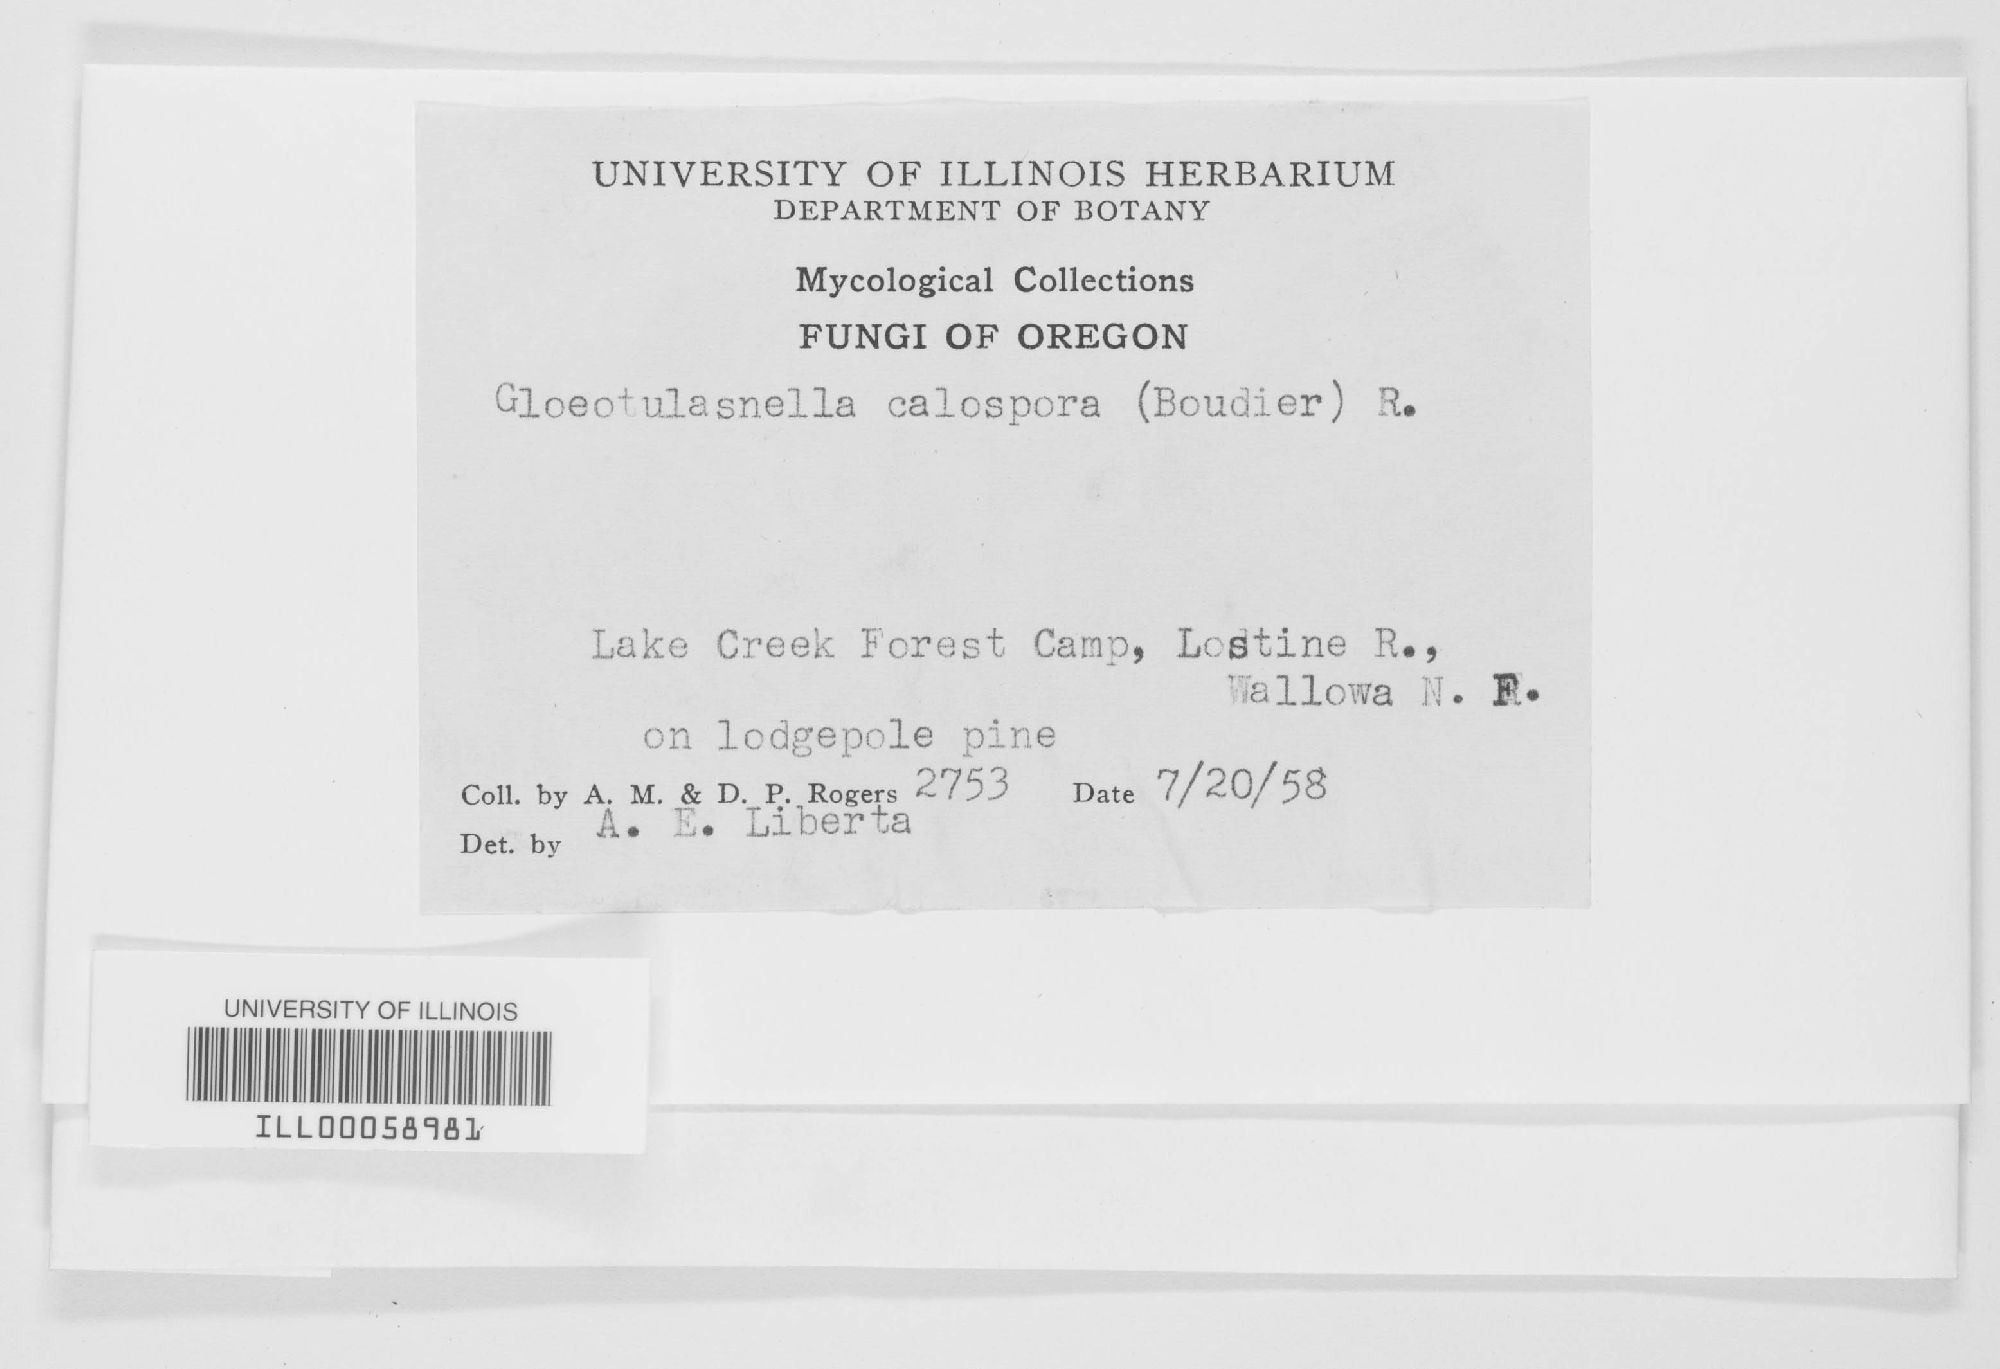 UNIVERSITY OF ILLINOIS HERBARIUM
DEPARTMENT OF BOTANY
Mycological Collections
FUNGI OF OREGON
Gloeotulasnella calospora (Boudier) R.
Lake Creek Forest Camp, Lostine R.,
Wallowa N. F.
on lodgepole pine
Coll. by A. M. & D. P. Rogers 2753 Date 7/20/58
Det. by A. E. Liberta
UNIVERSITY OF ILLINOIS
ILL00058981